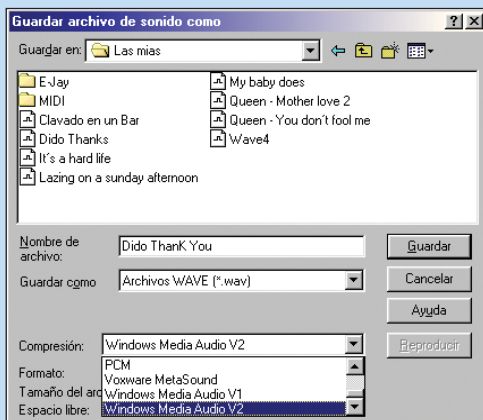 Guardar archivo de sonido como
Guardar en: Las mias
E-Jay
MIDI
Clavado en un Bar
Dido Thanks
It´s a hard life
Lazing on a sunday afternoon
My baby does
Queen - Mother love 2
Queen - You don´t fool me
Wave4
Nombre de archivo: Dido ThanK You
Guardar
Guardar como Archivos WAVE (*.wav)
Cancelar
Ayuda
Compresión: Windows Media Audio V2
Reproducir
PCM
Formato: Voxware MetaSound
Tamaño del arc Windows Media Audio V1
Espacio libre: Windows Media Audio V2